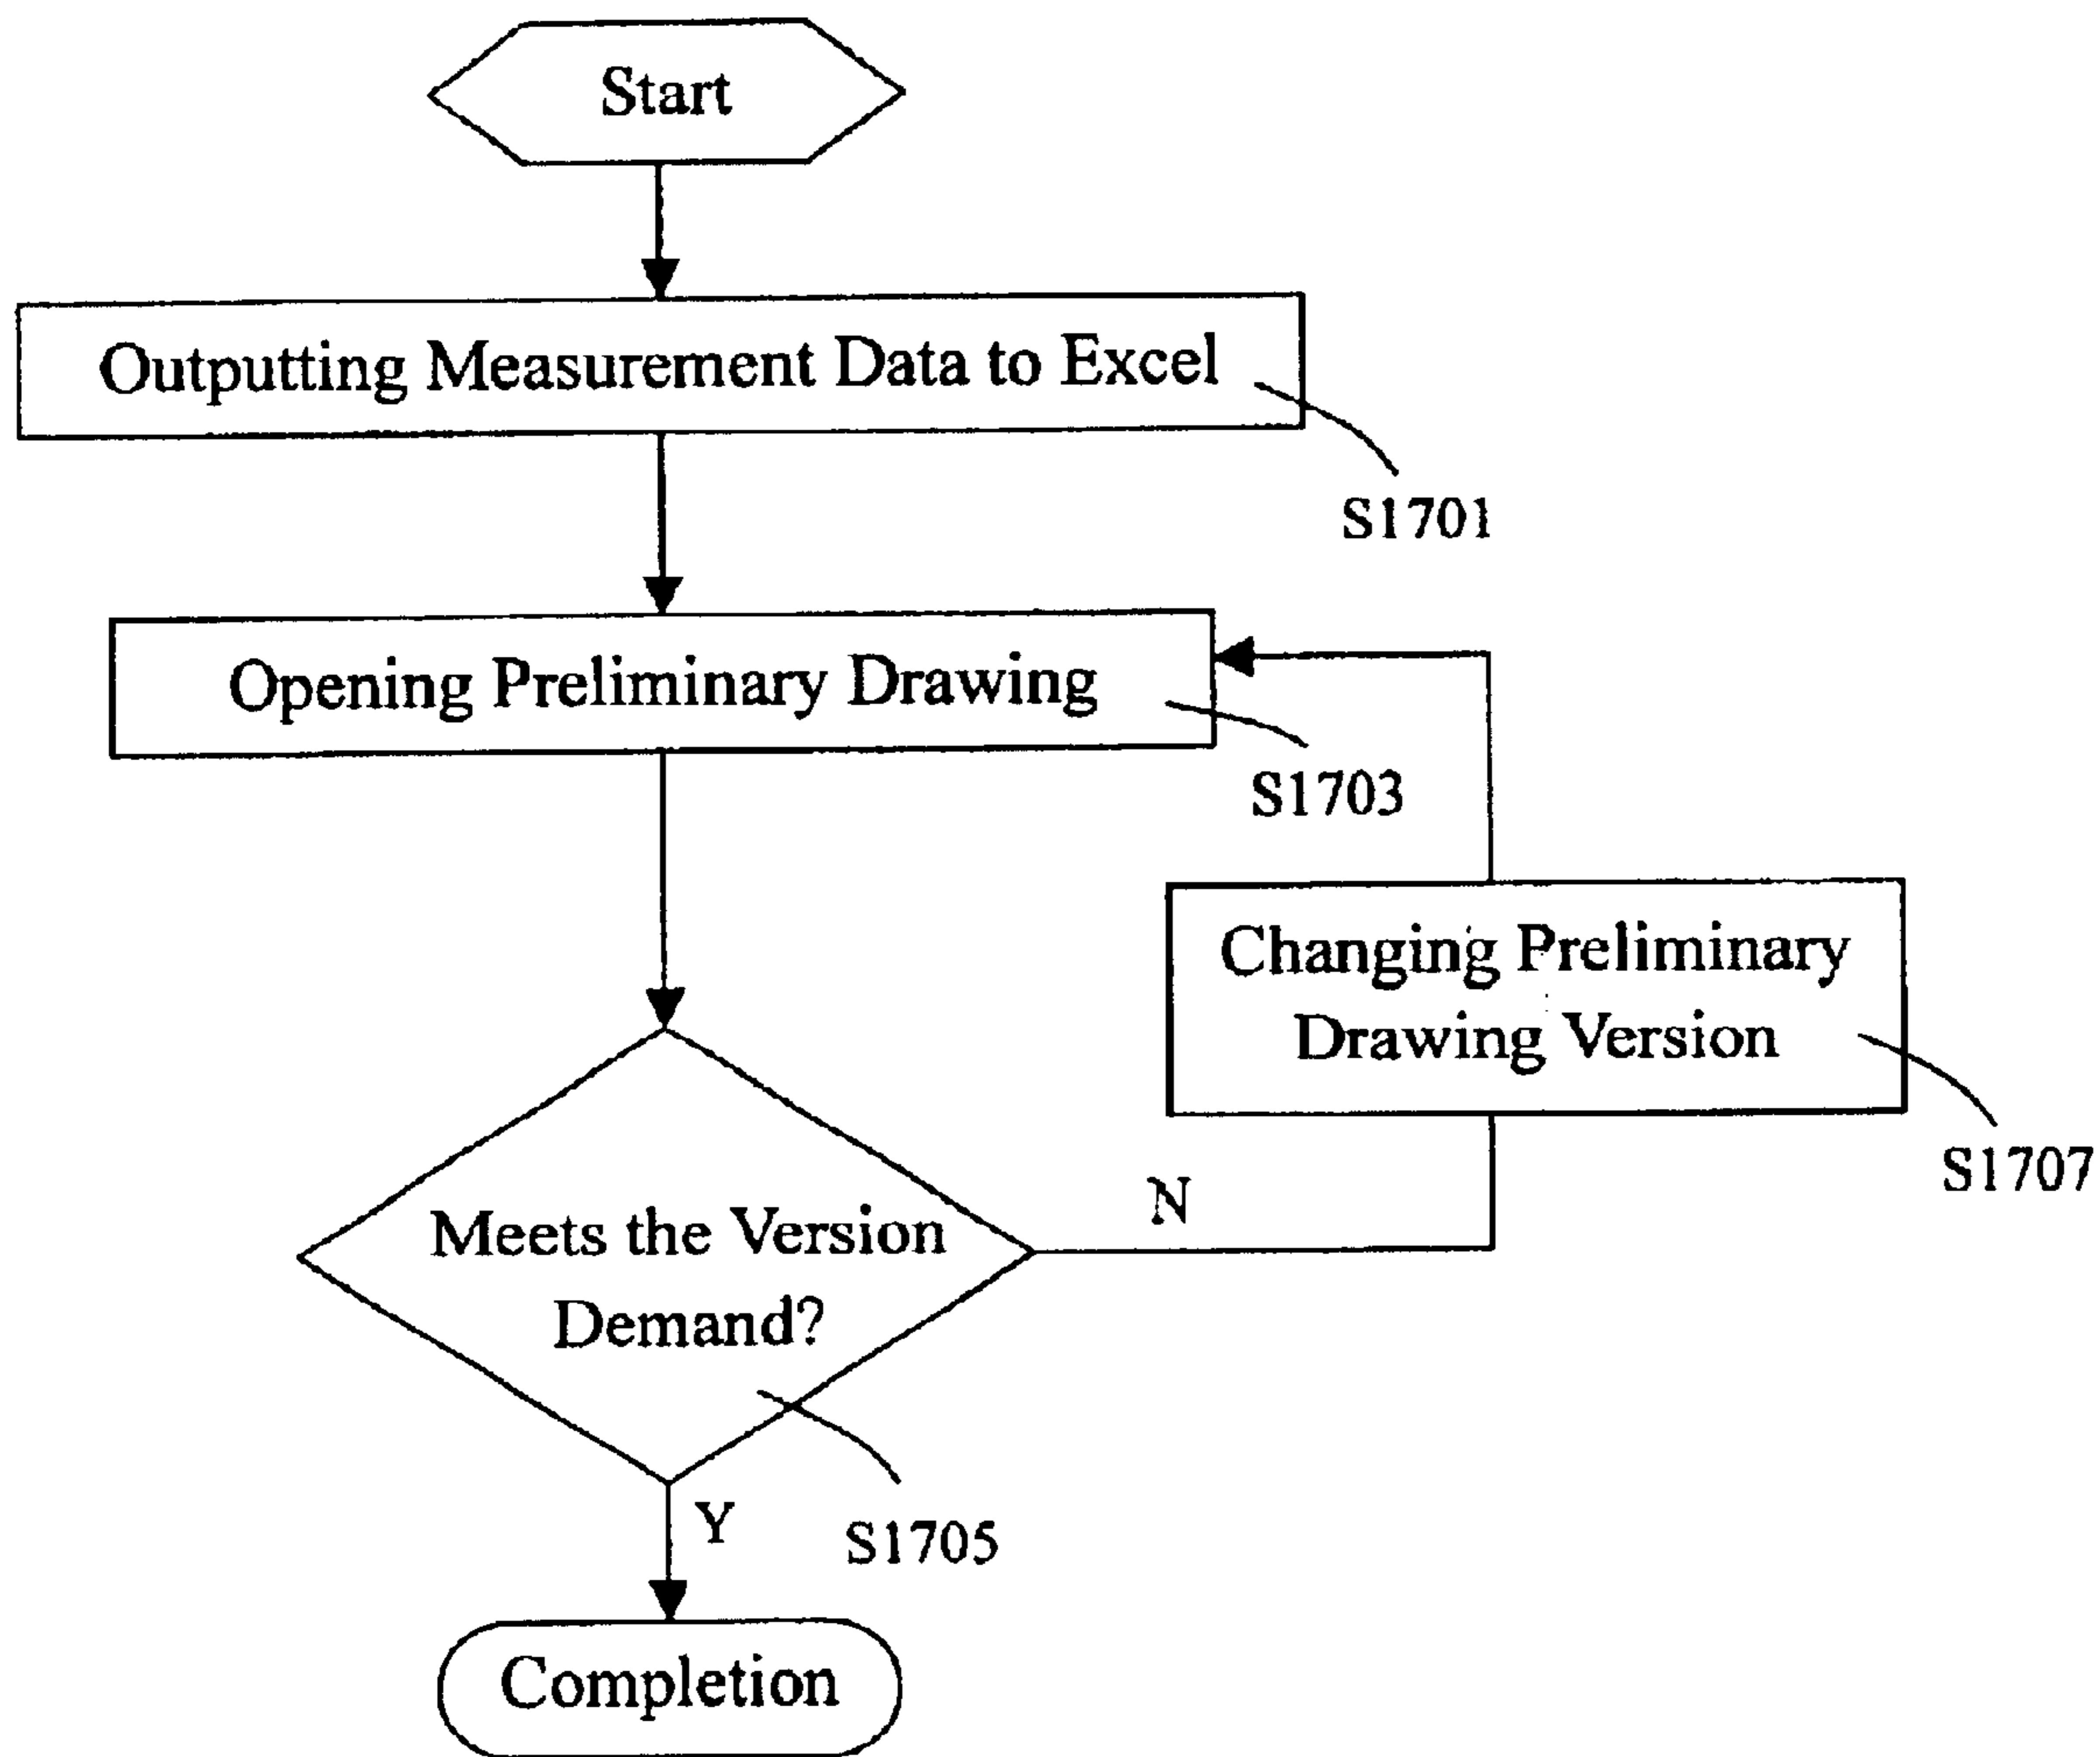 Start
Outputting Measurement Data to Excel
S1701
Opening Preliminary Drawing
S1703
Changing Preliminary
Drawing Version
S1707
N
Meets the Version
Demand?
Y
S1705
Completion